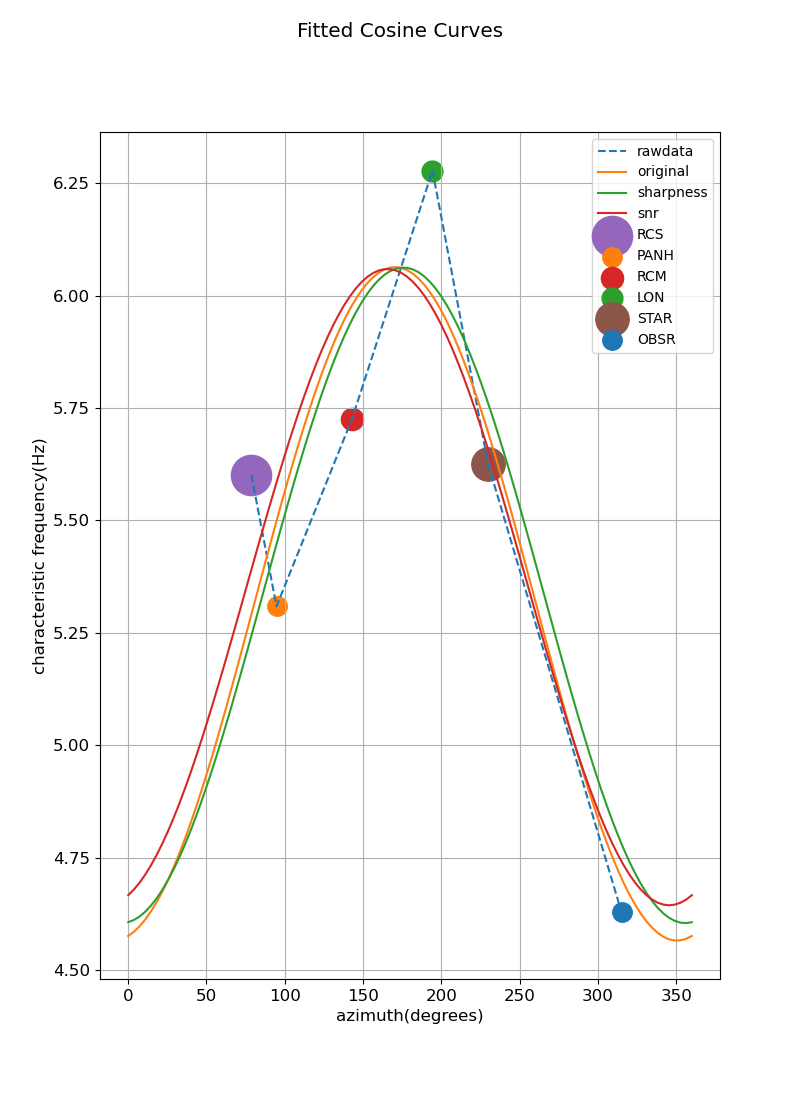 Fitted Cosine Curves
rawdata
original
sharpness
snr
RCS
PANH
RCM
LON
STAR
OBSR
characteristic frequency(Hz)
6.25
6.00
5.75
5.50
5.25
5.00
4.75
4.50
0 50 100 150 200 250 300 350
azimuth(degrees)